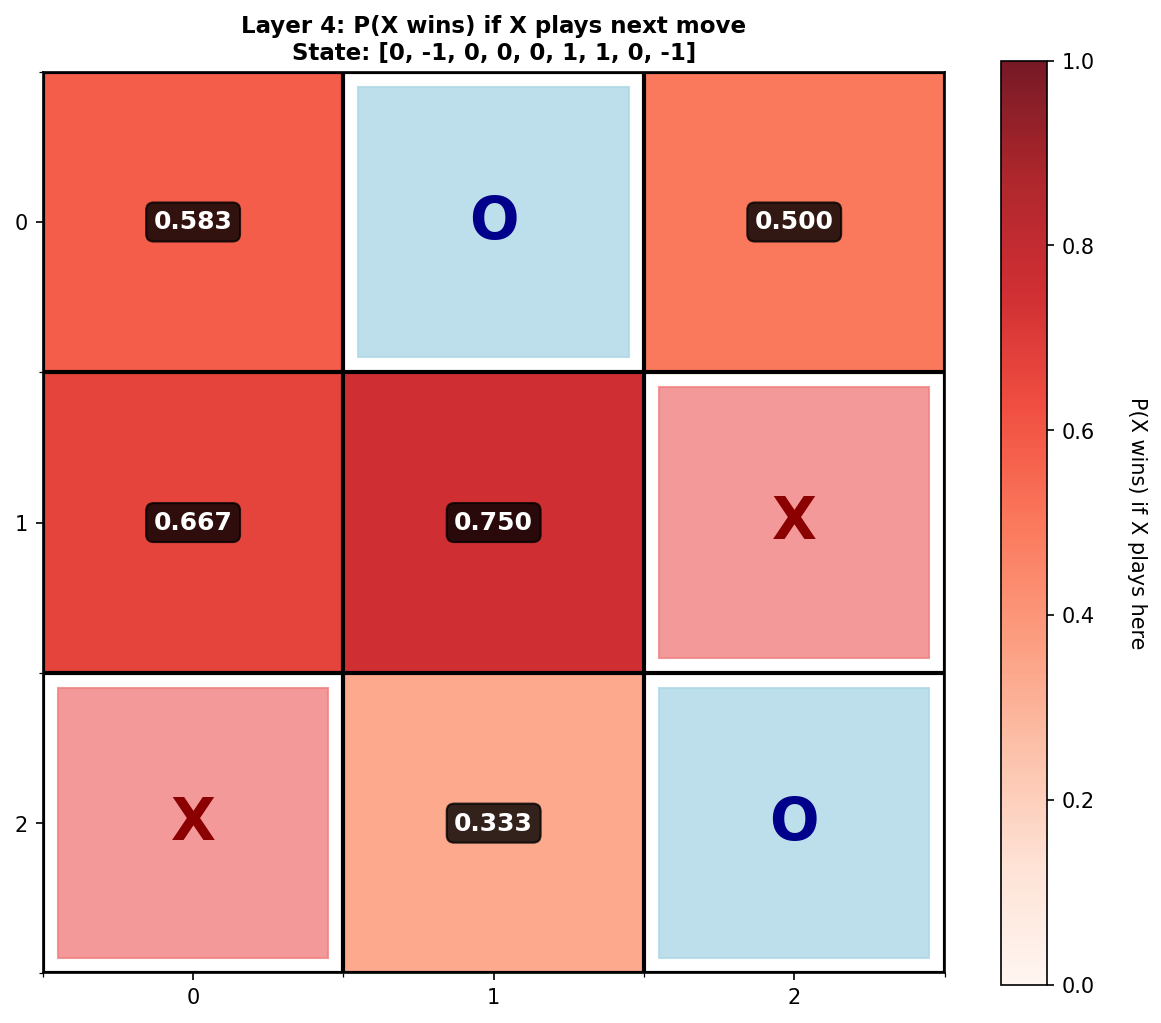 Layer 4: P(X wins) if X plays next move
State: [0, -1, 0, 0, 0, 1, 1, 0, -1]
0
0.583
O
0.500
1
0.667
0.750
X
2
X
0.333
O
0
1
2
1.0
0.8
0.6
0.4
0.2
0.0
P(X wins) if X plays here